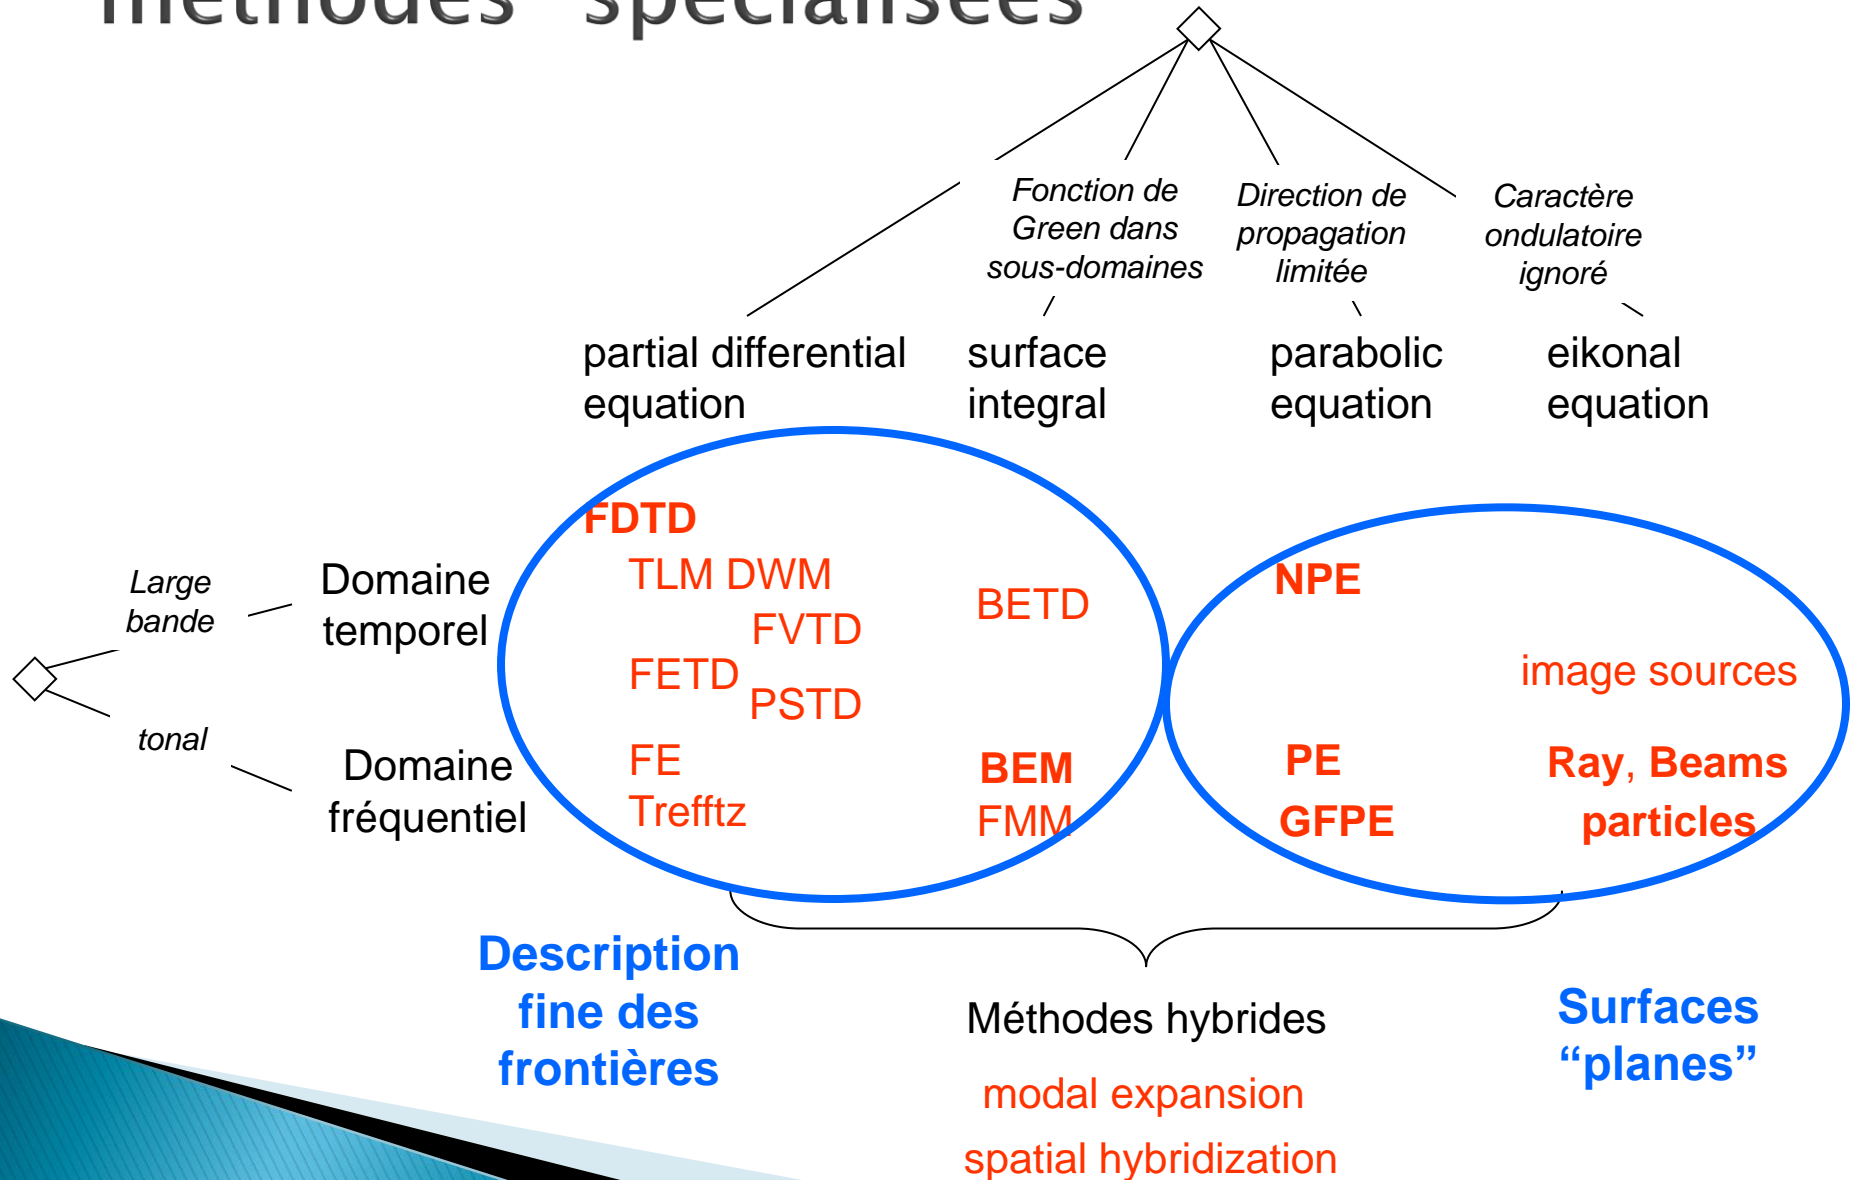 méthodes spécialisées
Fonction de
Green dans
sous-domaines
Direction de
propagation
limitée
Caractère
ondulatoire
ignoré
partial differential
equation
surface
integral
parabolic
equation
eikonal
equation
Large
bande
Domaine
temporel
FDTD
TLM DWM
FVTD
FETD
PSTD
BETD
NPE
image sources
tonal
Domaine
fréquentiel
FE
Trefftz
BEM
FMM
PE
GFPE
Ray, Beams
particles
Description
fine des
frontières
Méthodes hybrides
modal expansion
spatial hybridization
Surfaces
“planes”